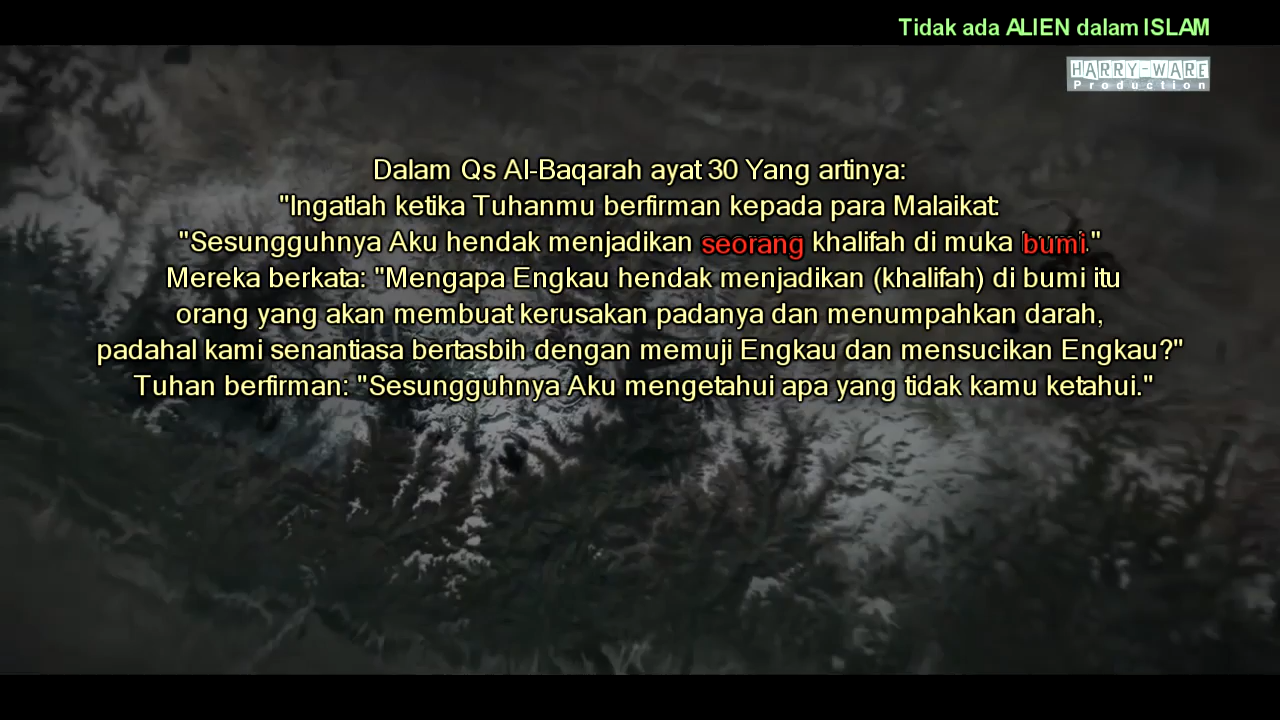 Tidak ada ALIEN dalam ISLAM
HARRY-WARE
Production
Dalam Qs Al-Baqarah ayat 30 Yang artinya:
"Ingatlah ketika Tuhanmu berfirman kepada para Malaikat:
"Sesungguhnya Aku hendak menjadikan seorang khalifah di muka bumi."
Mereka berkata: "Mengapa Engkau hendak menjadikan (khalifah) di bumi itu
orang yang akan membuat kerusakan padanya dan menumpahkan darah,
padahal kami senantiasa bertasbih dengan memuji Engkau dan mensucikan Engkau?"
Tuhan berfirman: "Sesungguhnya Aku mengetahui apa yang tidak kamu ketahui."